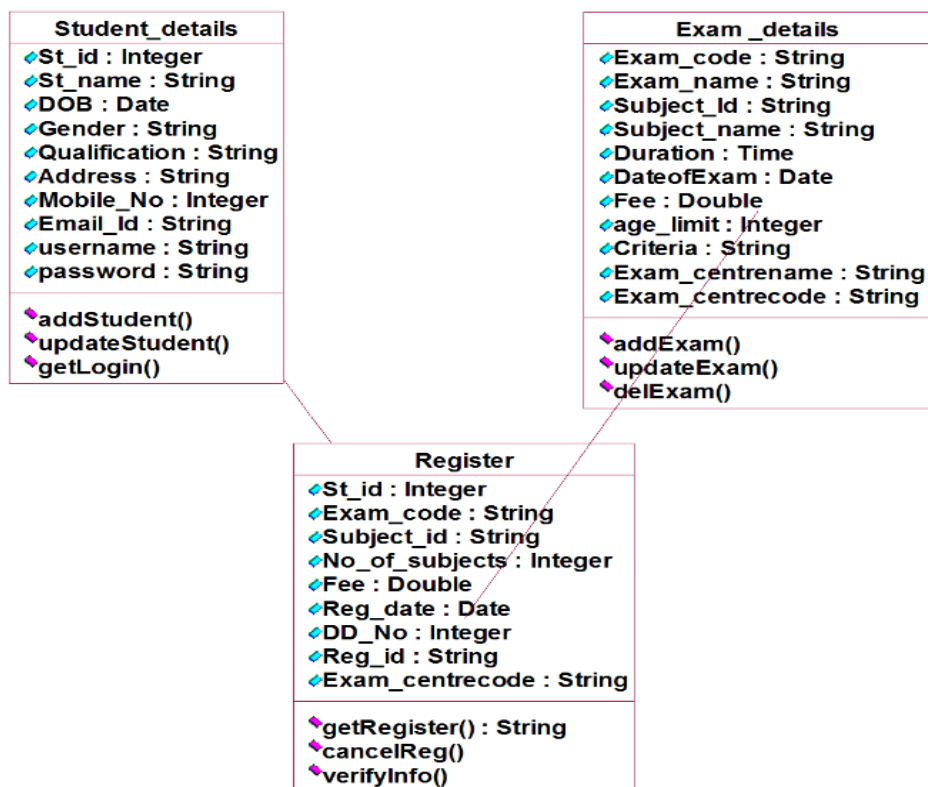 Student_details
St_id : Integer
St_name : String
DOB : Date
Gender : String
Qualification : String
Address : String
Mobile_No : Integer
Email_Id : String
username : String
password : String
addStudent()
updateStudent()
getLogin()
Exam _details
Exam_code : String
Exam_name : String
Subject_Id : String
Subject_name : String
Duration : Time
DateofExam : Date
Fee : Double
age_limit : Integer
Criteria : String
Exam_centrename : String
Exam_centrecode : String
addExam()
updateExam()
delExam()
Register
St_id : Integer
Exam_code : String
Subject_id : String
No_of_subjects : Integer
Fee : Double
Reg_date : Date
DD_No : Integer
Reg_id : String
Exam_centrecode : String
getRegister() : String
cancelReg()
verifyInfo()